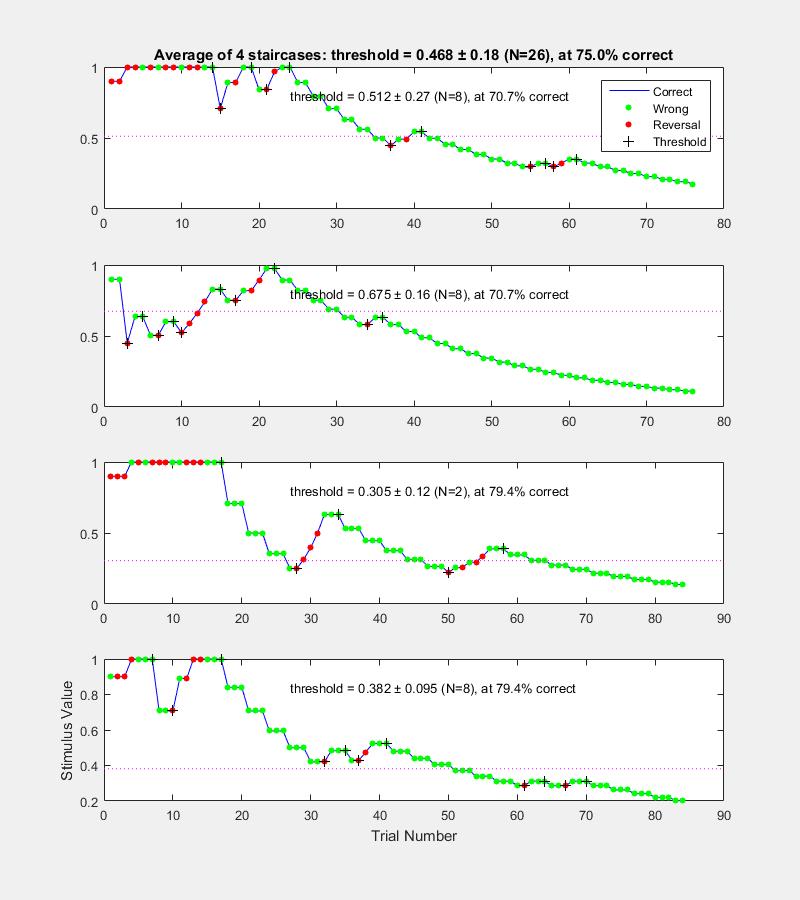 Average of 4 staircases: threshold = 0.468 ± 0.18 (N=26), at 75.0% correct
1
threshold = 0.512 ± 0.27 (N=8), at 70.7% correct
Correct
Wrong
Reversal
Threshold
0.5
0
0 10 20 30 40 50 60 70 80
1
threshold = 0.675 ± 0.16 (N=8), at 70.7% correct
0.5
0
0 10 20 30 40 50 60 70 80
1
threshold = 0.305 ± 0.12 (N=2), at 79.4% correct
0.5
0
0 10 20 30 40 50 60 70 80 90
1
threshold = 0.382 ± 0.095 (N=8), at 79.4% correct
0.8
0.6
0.4
0.2
Stimulus Value
0 10 20 30 40 50 60 70 80 90
Trial Number